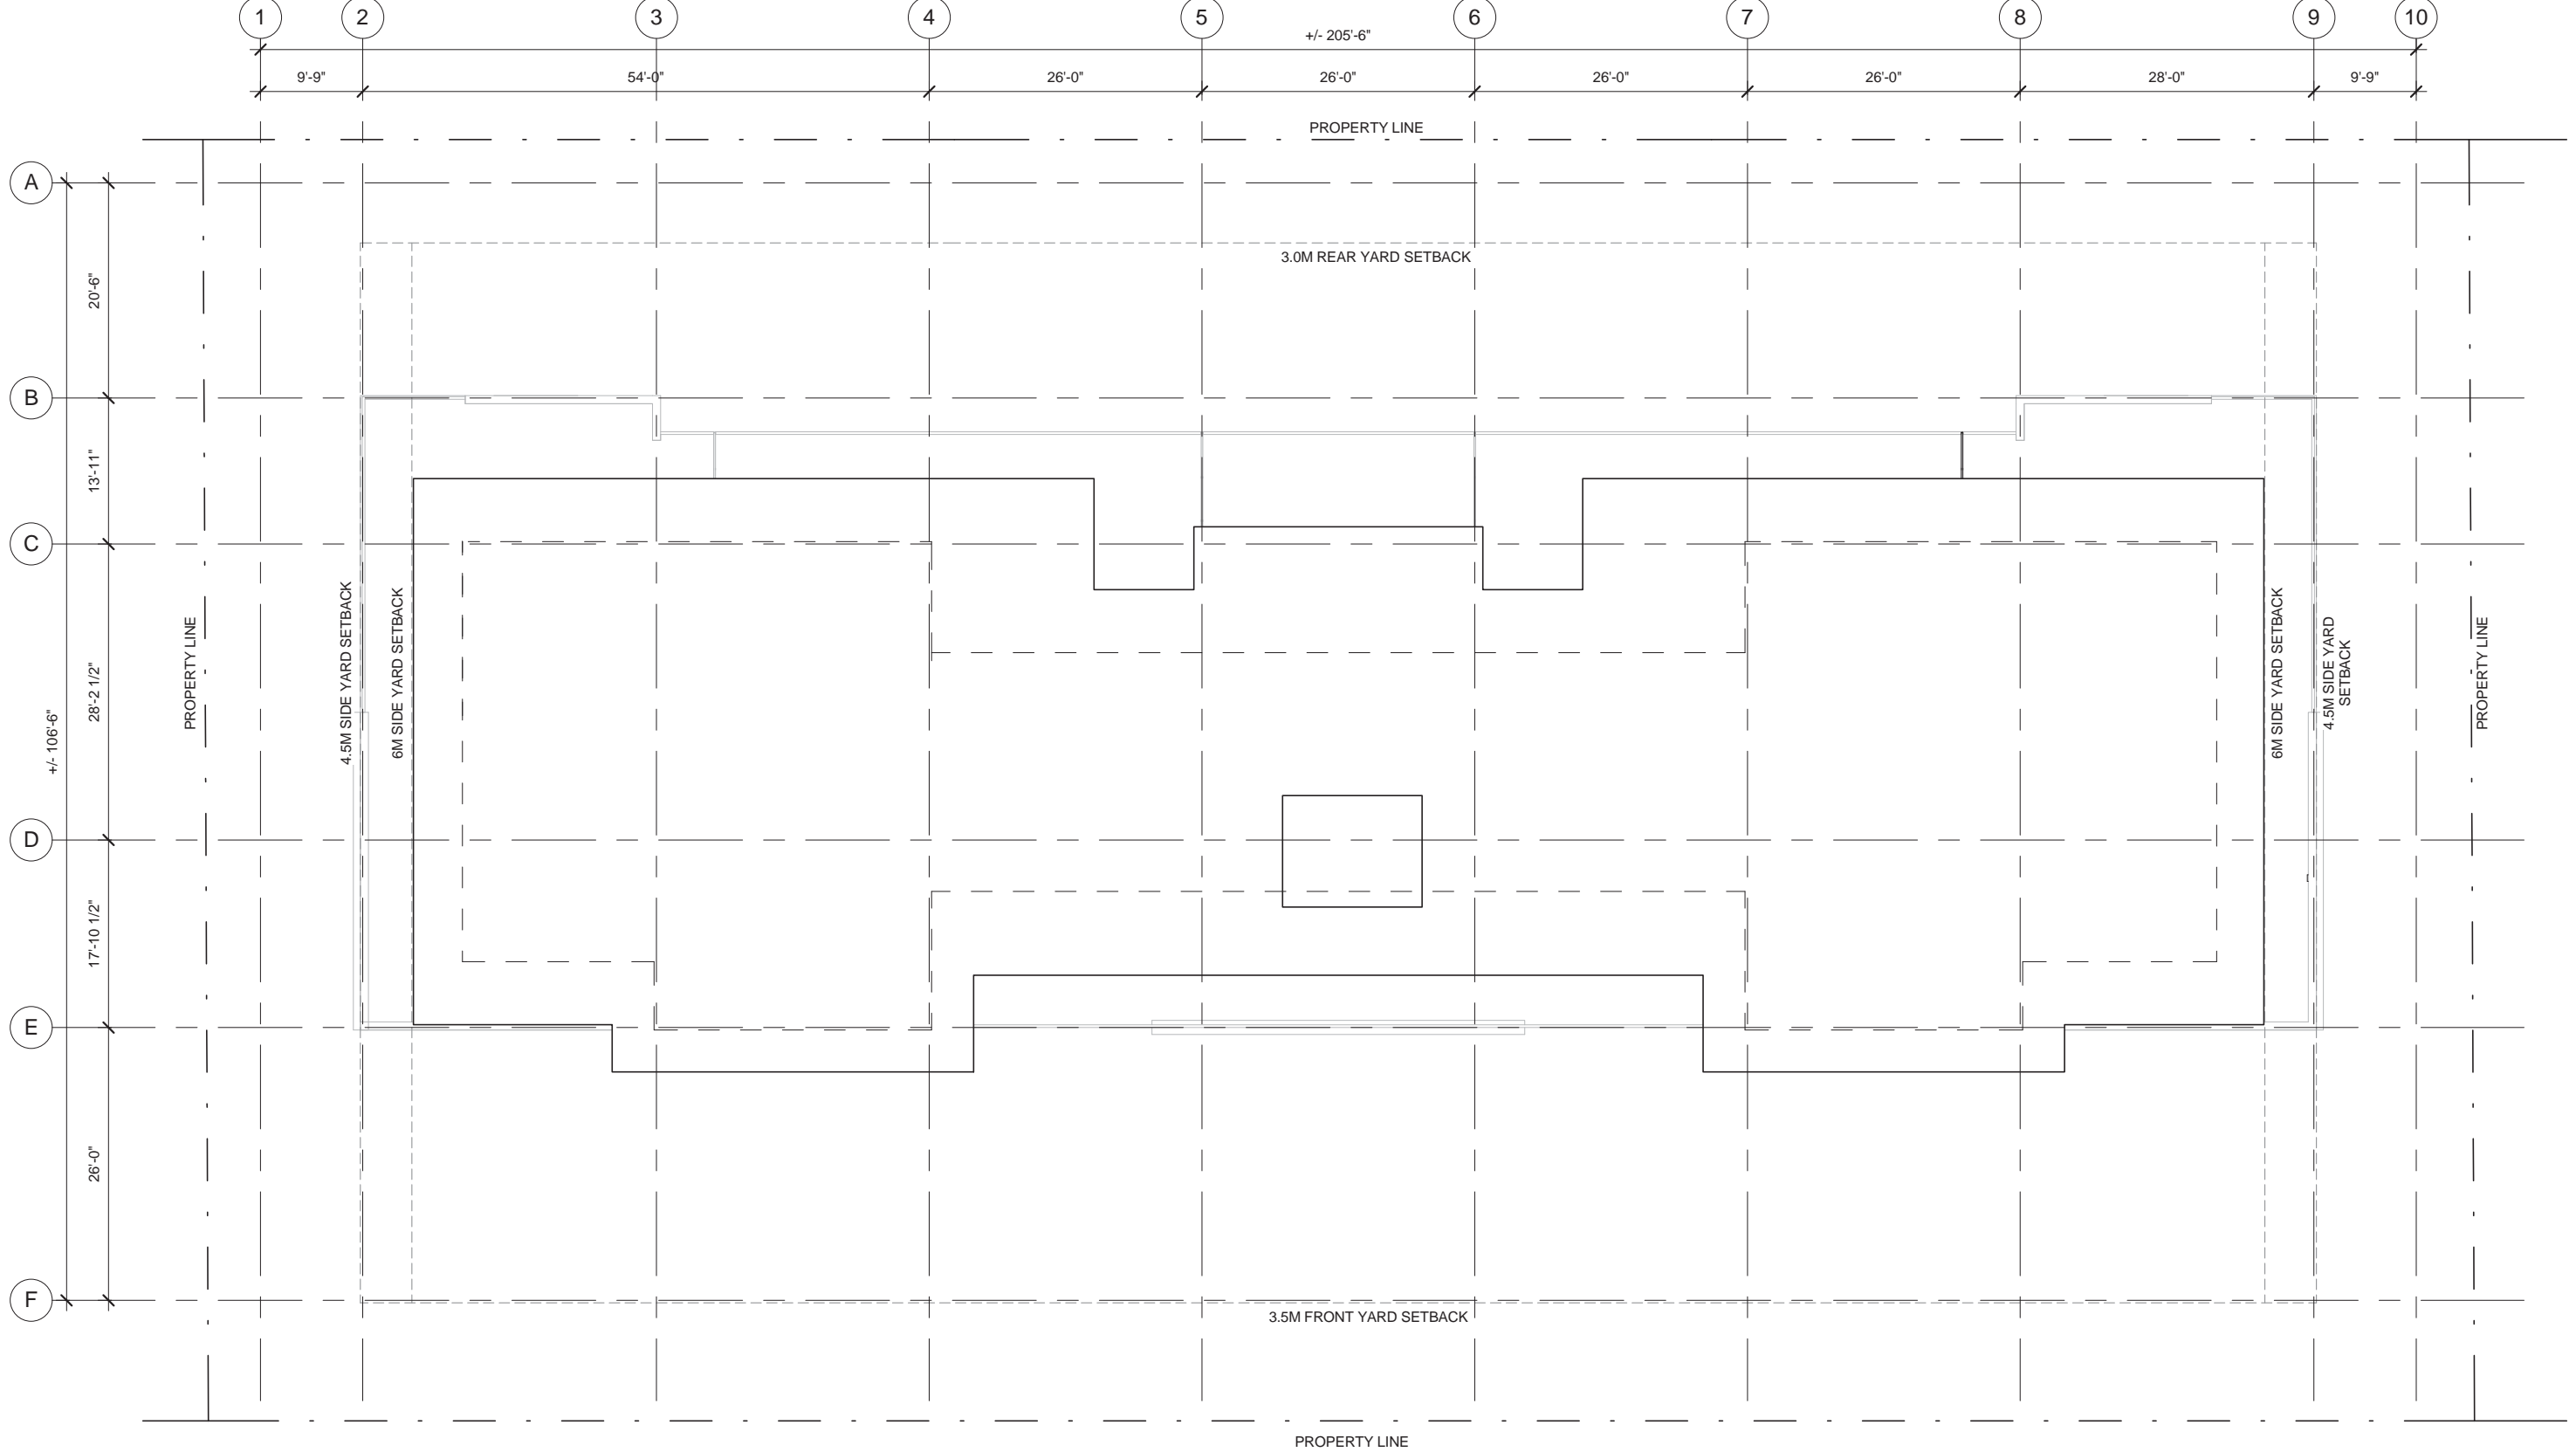 1 2 3 4 5 6 7 8 9 10
+/- 205'-6"
9'-9" 54'-0" 26'-0" 26'-0" 26'-0" 26'-0" 28'-0" 9'-9"
PROPERTY LINE
A
3.0M REAR YARD SETBACK
20'-6"
B
13'-11"
C
PROPERTY LINE
4.5M SIDE YARD SETBACK
6M SIDE YARD SETBACK
6M SIDE YARD SETBACK
4.5M SIDE YARD
SETBACK
PROPERTY LINE
28'-2 1/2"
+/- 106'-6"
D
17'-10 1/2"
E
26'-0"
F
3.5M FRONT YARD SETBACK
PROPERTY LINE